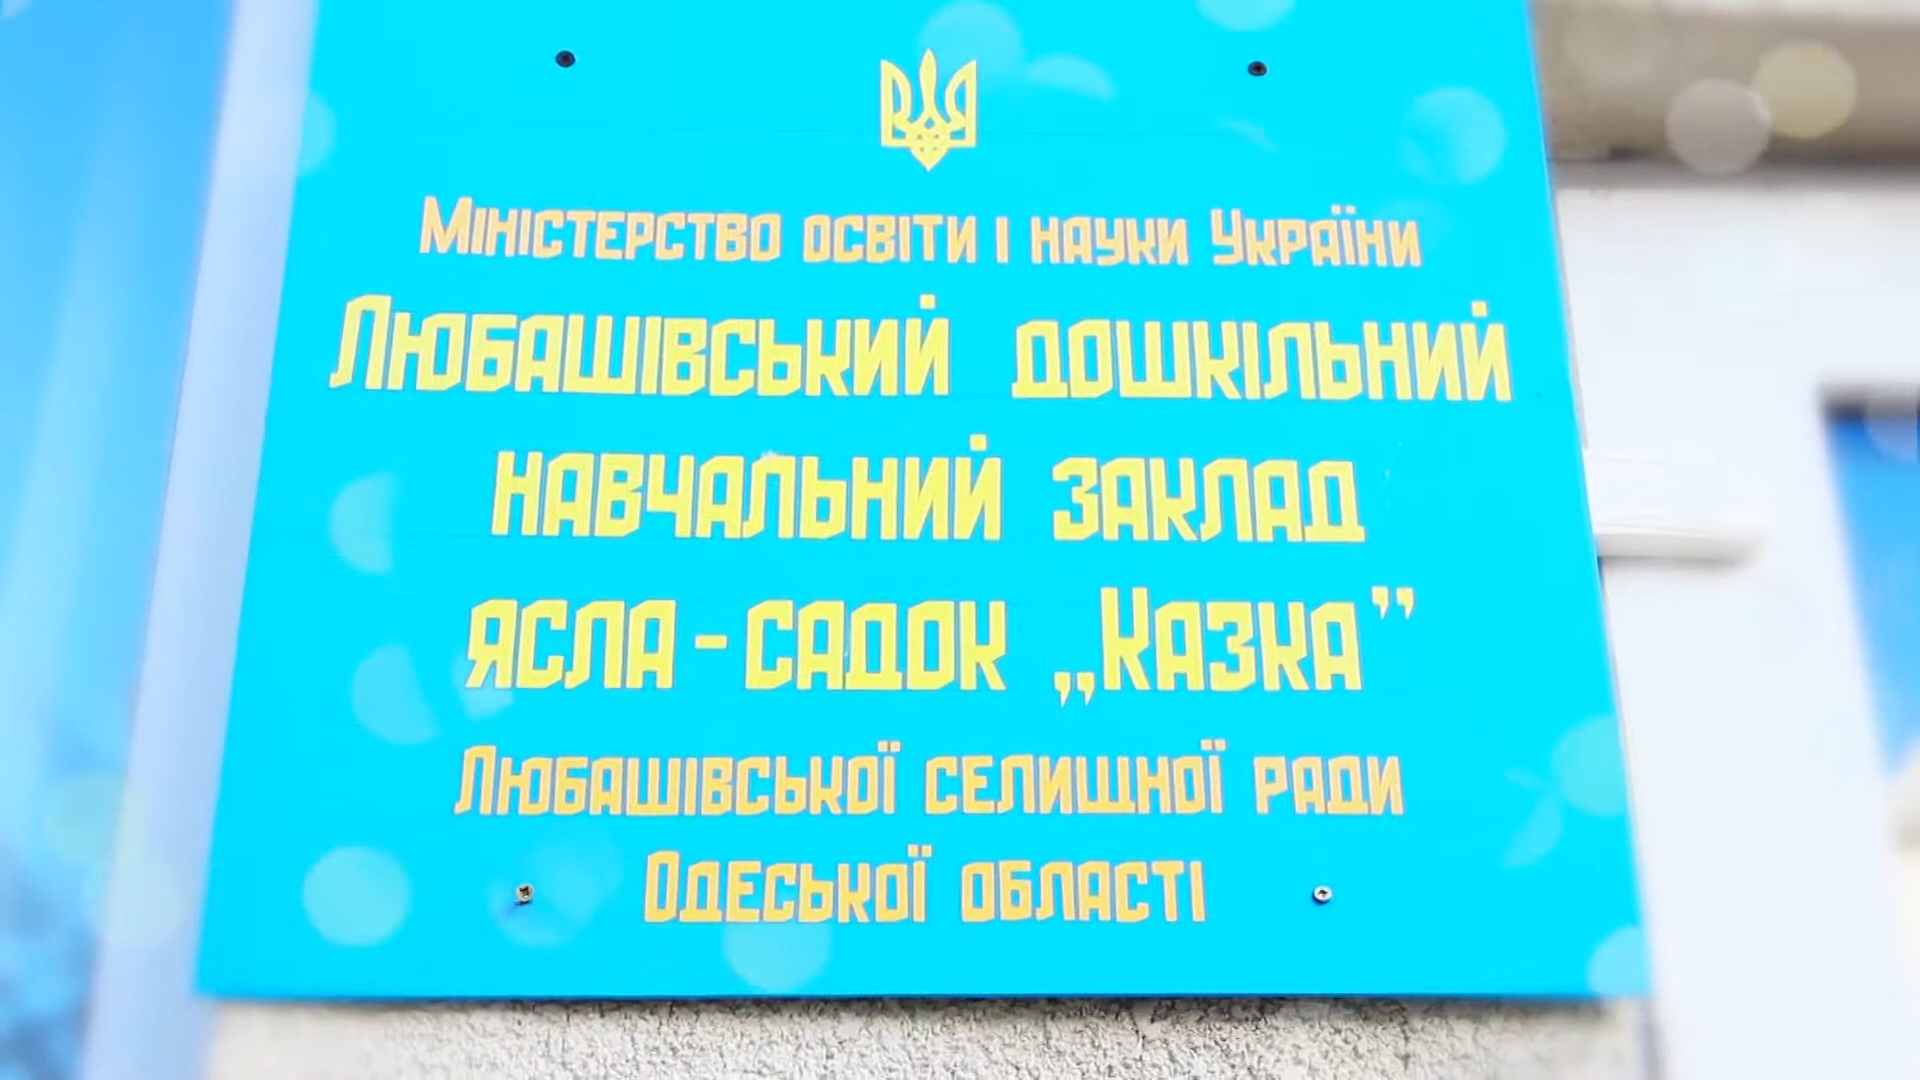 Міністерство освіти і науки України
Любашівський дошкільний
навчальний заклад
ясла-садок „Казка”
Любашівської селищної ради
Одеської області